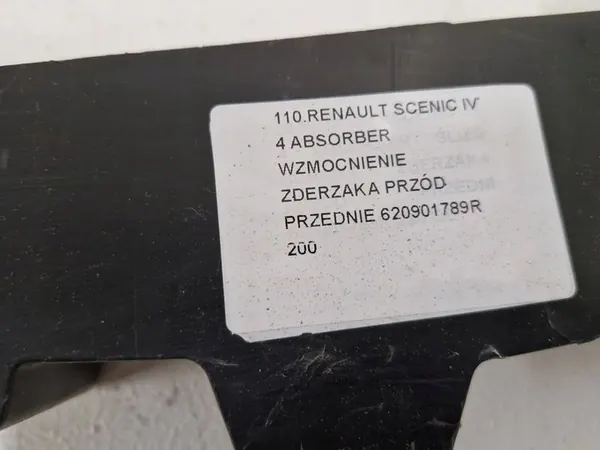 110.RENAULT SCENIC IV
4 ABSORBER
WZMOCNIENIE
ZDERZAKA PRZÓD
PRZEDNIE 620901789R
200